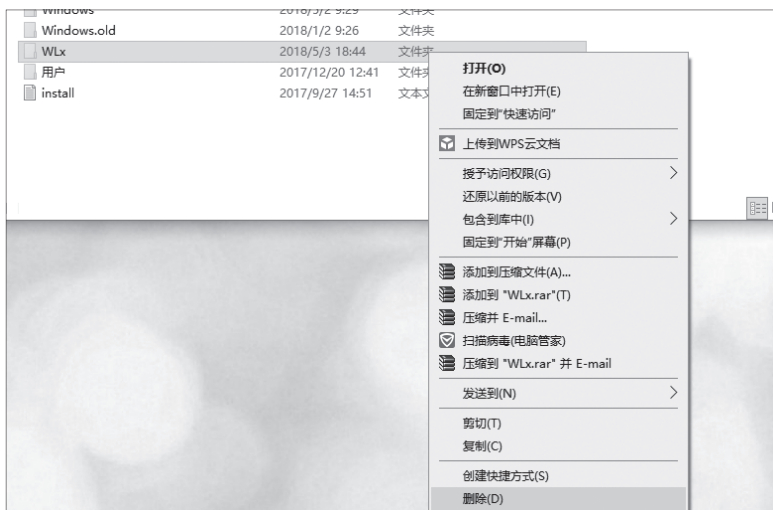 Windows 2018/5/2 9:29 文件夹
Windows.old 2018/1/2 9:26 文件夹
WLx 2018/5/3 18:44 文件夹
用户 2017/12/20 12:41 文件夹
install 2017/9/27 14:51 文本文
打开(O)
在新窗口中打开(E)
固定到"快速访问"
上传到WPS云文档
授予访问权限(G)
还原以前的版本(V)
包含到库中(I)
固定到"开始"屏幕(P)
添加到压缩文件(A)...
添加到 "WLx.rar"(T)
压缩并 E-mail...
扫描病毒(电脑管家)
压缩到 "WLx.rar" 并 E-mail
发送到(N)
剪切(T)
复制(C)
创建快捷方式(S)
删除(D)